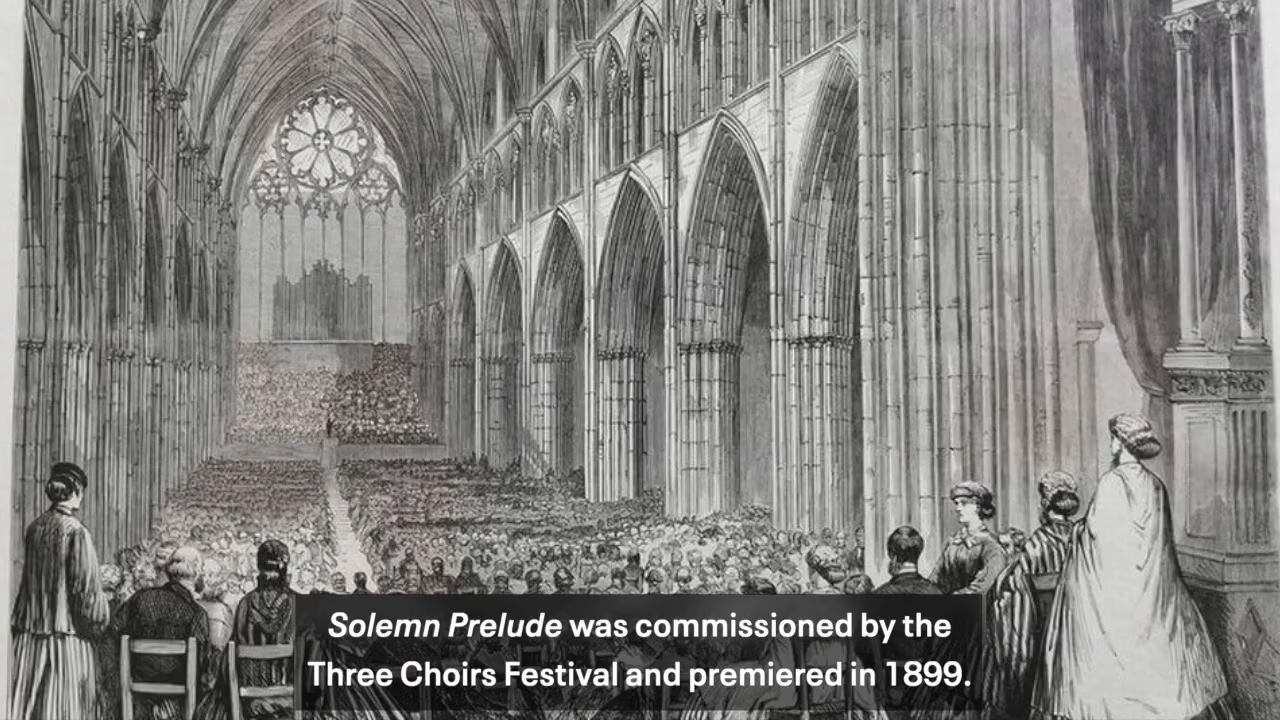 Solemn Prelude was commissioned by the
Three Choirs Festival and premiered in 1899.